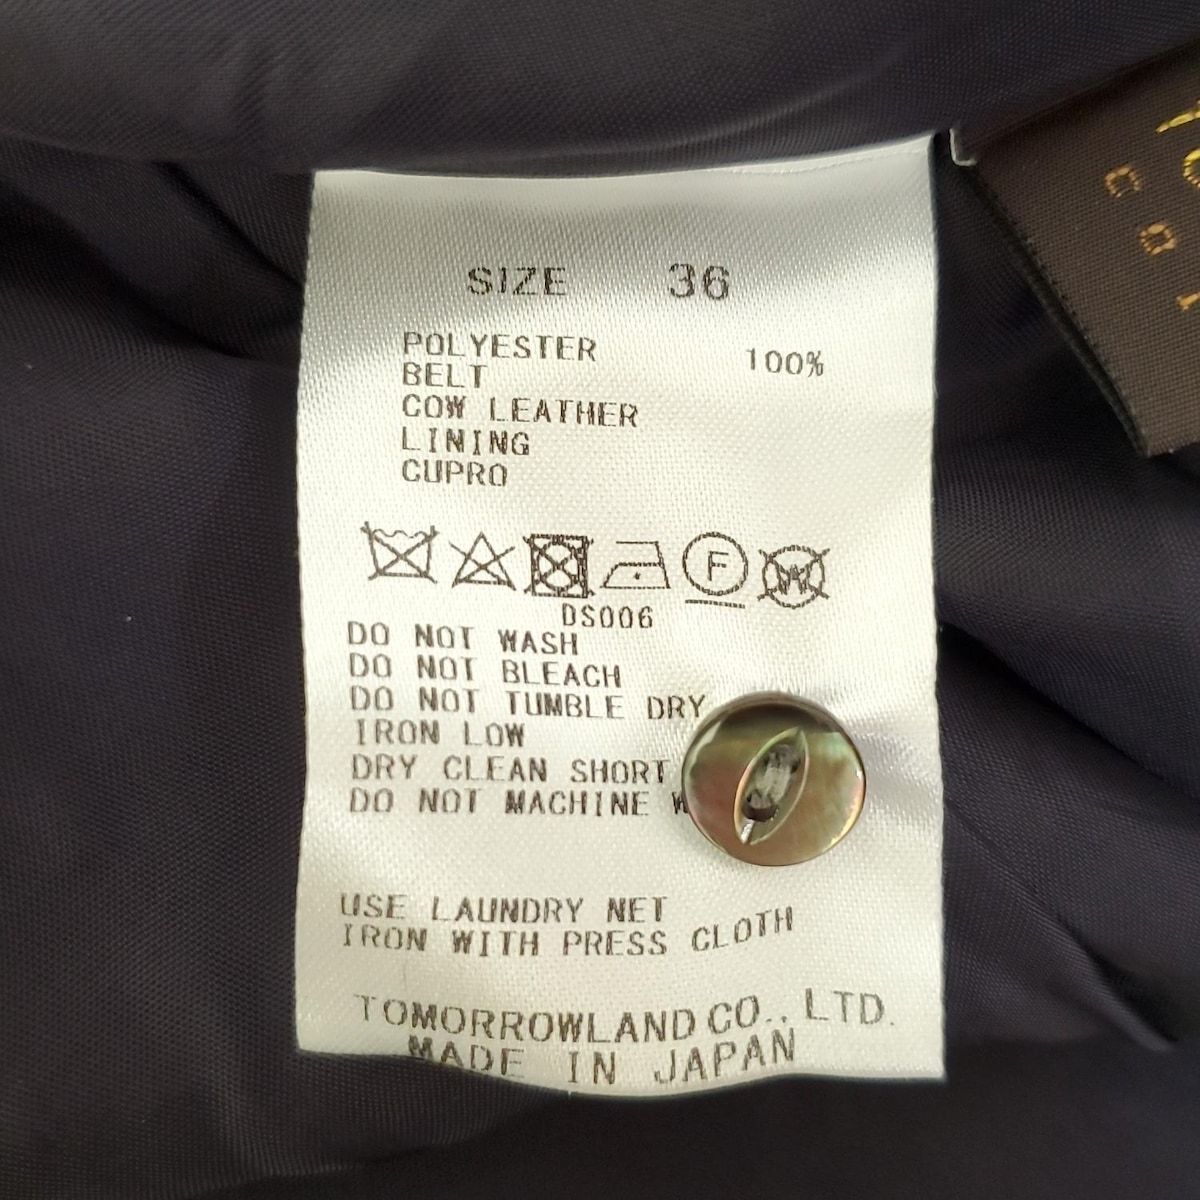 SIZE 36
POLYESTER 100%
BELT
COW LEATHER
LINING
CUPRO
F W
DS006
DO NOT WASH
DO NOT BLEACH
DO NOT TUMBLE DRY
IRON LOW
DRY CLEAN SHORT
DO NOT MACHINE
USE LAUNDRY NET
IRON WITH PRESS CLOTH
TOMORROWLAND CO., LTD.
MADE IN JAPAN